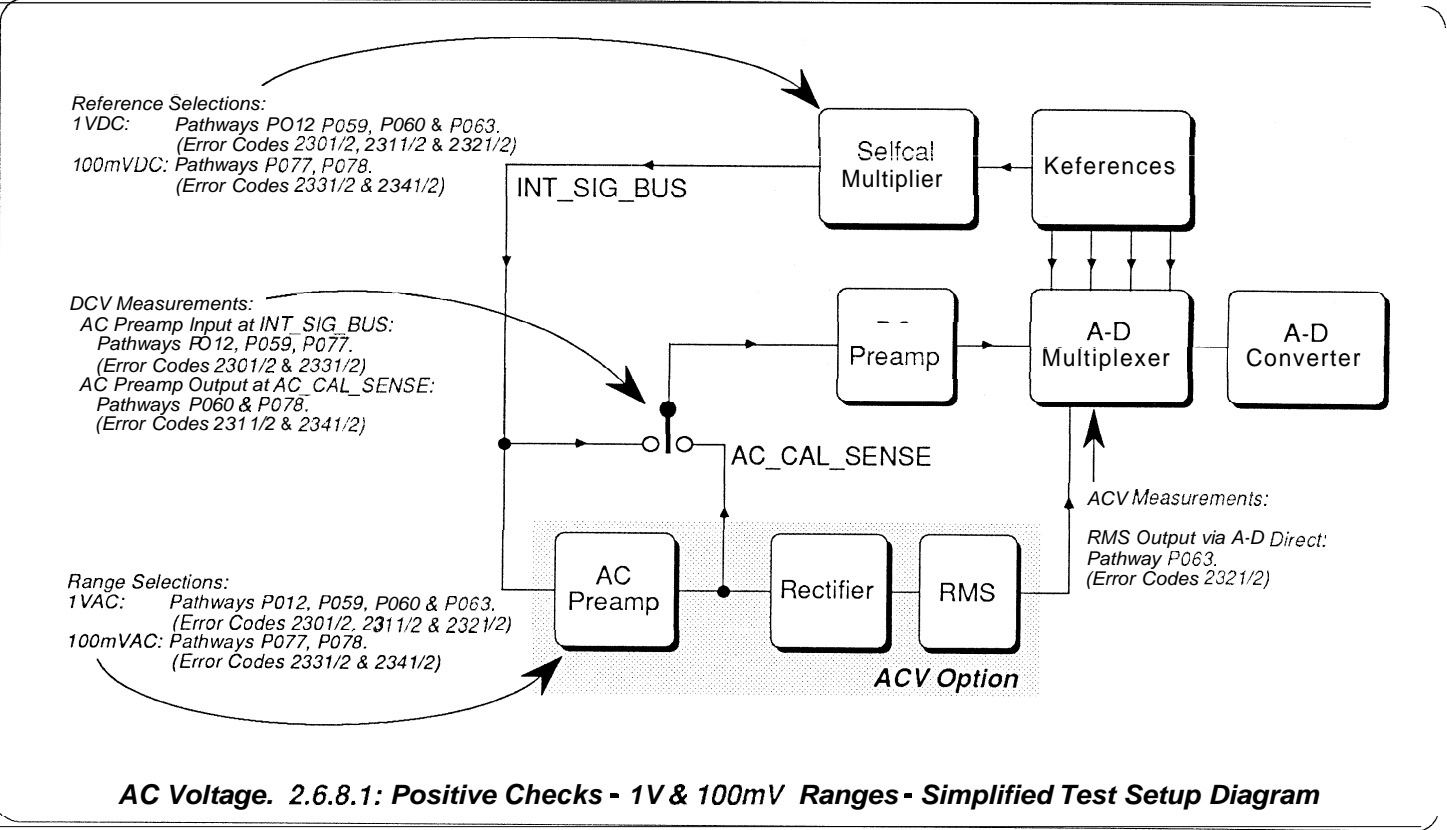 Reference Selections:
1VDC: Pathways PO12 P059, P060 & P063.
(Error Codes 2301/2, 2311/2 & 2321/2)
100mVDC: Pathways P077, P078.
(Error Codes 2331/2 & 2341/2)
Selfcal
Multiplier
Keferences
INT_SIG_BUS
DCV Measurements:
AC Preamp Input at INT_SIG_BUS:
Pathways PO12, P059, P077.
(Error Codes 2301/2 & 2331/2)
AC Preamp Output at AC_CAL_SENSE:
Pathways P060 & P078.
(Error Codes 231 1/2 & 2341/2)
Preamp
A-D
Multiplexer
A-D
Converter
AC_CAL_SENSE
ACV Measurements:
RMS Output via A-D Direct:
Pathway P063.
(Error Codes 2321/2)
Range Selections:
1VAC: Pathways P012, P059, P060 & P063.
(Error Codes 2301/2, 2311/2 & 2321/2)
100mVAC: Pathways P077, P078.
(Error Codes 2331/2 & 2341/2)
AC
Preamp
Rectifier
RMS
ACV Option
AC Voltage. 2.6.8.1: Positive Checks - 1V & 100mV Ranges - Simplified Test Setup Diagram